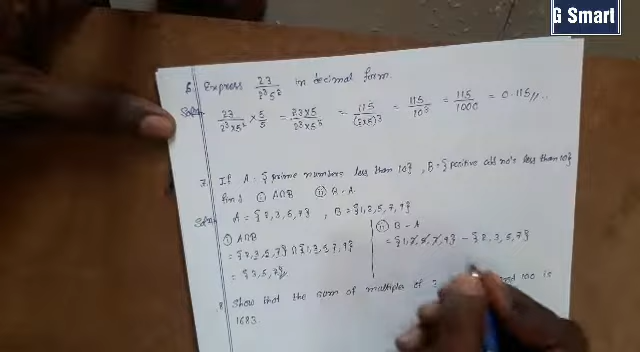 G Smart
6. Express 23/2³5² in decimal form.
Soln:- 23/2³×5² × 5/5 = 23×5/2³×5³ = 115/(2×5)³ = 115/10³ = 115/1000 = 0.115//..
7. If A = {prime numbers less than 10}, B = {positive odd no's less than 10}
find (i) A∩B (ii) B-A
Soln:- A = {2,3,5,7}, B = {1,3,5,7,9}
(i) A∩B
= {2,3,5,7} ∩ {1,3,5,7,9}
= {3,5,7}
(ii) B-A
= {1,3,5,7,9} - {2,3,5,7}
8. Show that the sum of multiple of 3 100 is
1683.